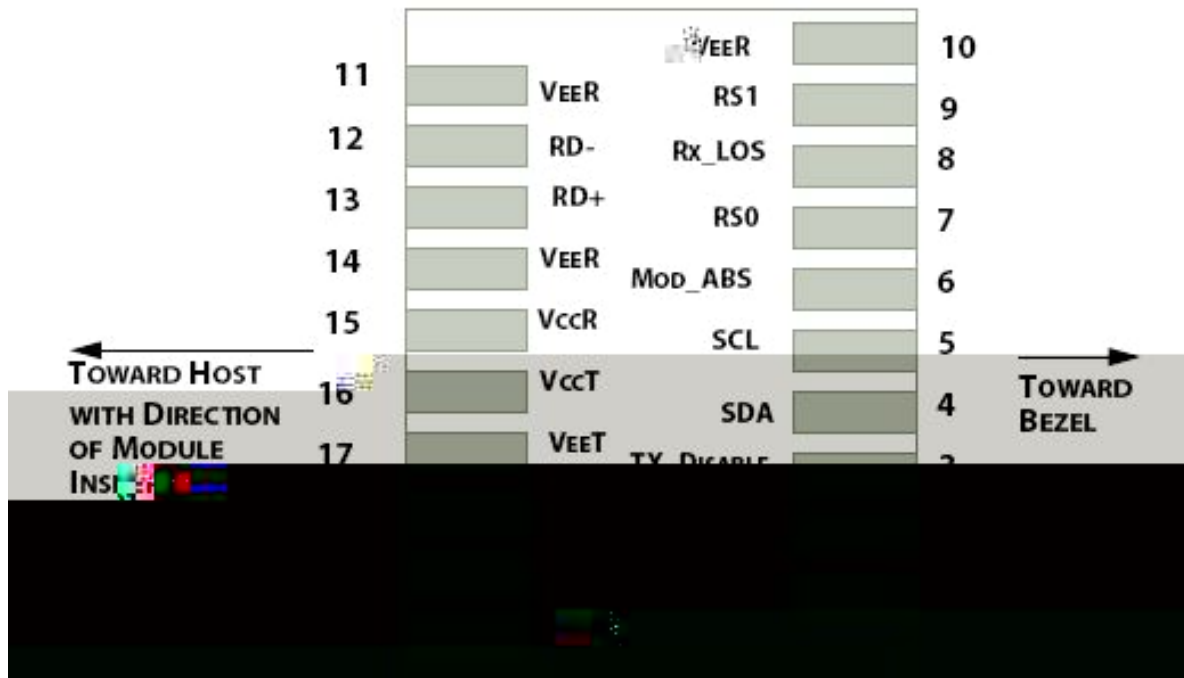 VEER 10
11 VEER
RS1 9
12 RD-
Rx_LOS 8
13 RD+
RS0 7
14 VEER
MOD_ABS 6
15 VCCR
SCL 5
TOWARD HOST
WITH DIRECTION
OF MODULE
16 VCCT
SDA 4
TOWARD
BEZEL
17 VEET
TX_DISABLE